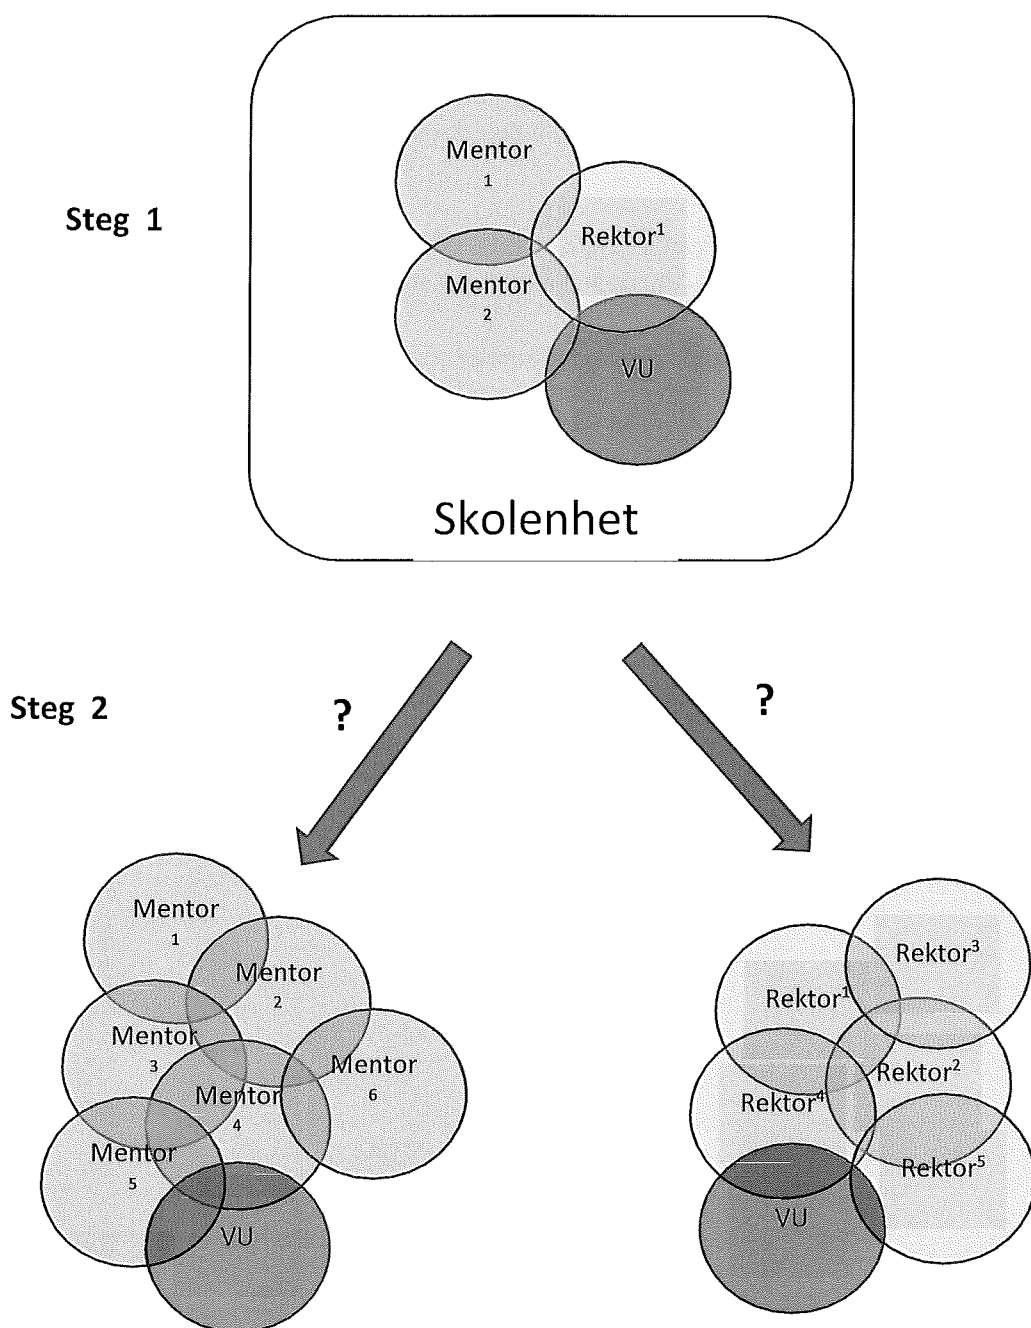 Mentor
1
Steg 1
Rektor¹
Mentor
2
VU
Skolenhet
Steg 2
?
?
Mentor
1
Mentor
2
Mentor
3
Mentor
4
Mentor
6
Mentor
5
VU
Rektor³
Rektor¹
Rektor²
Rektor⁴
Rektor⁵
VU